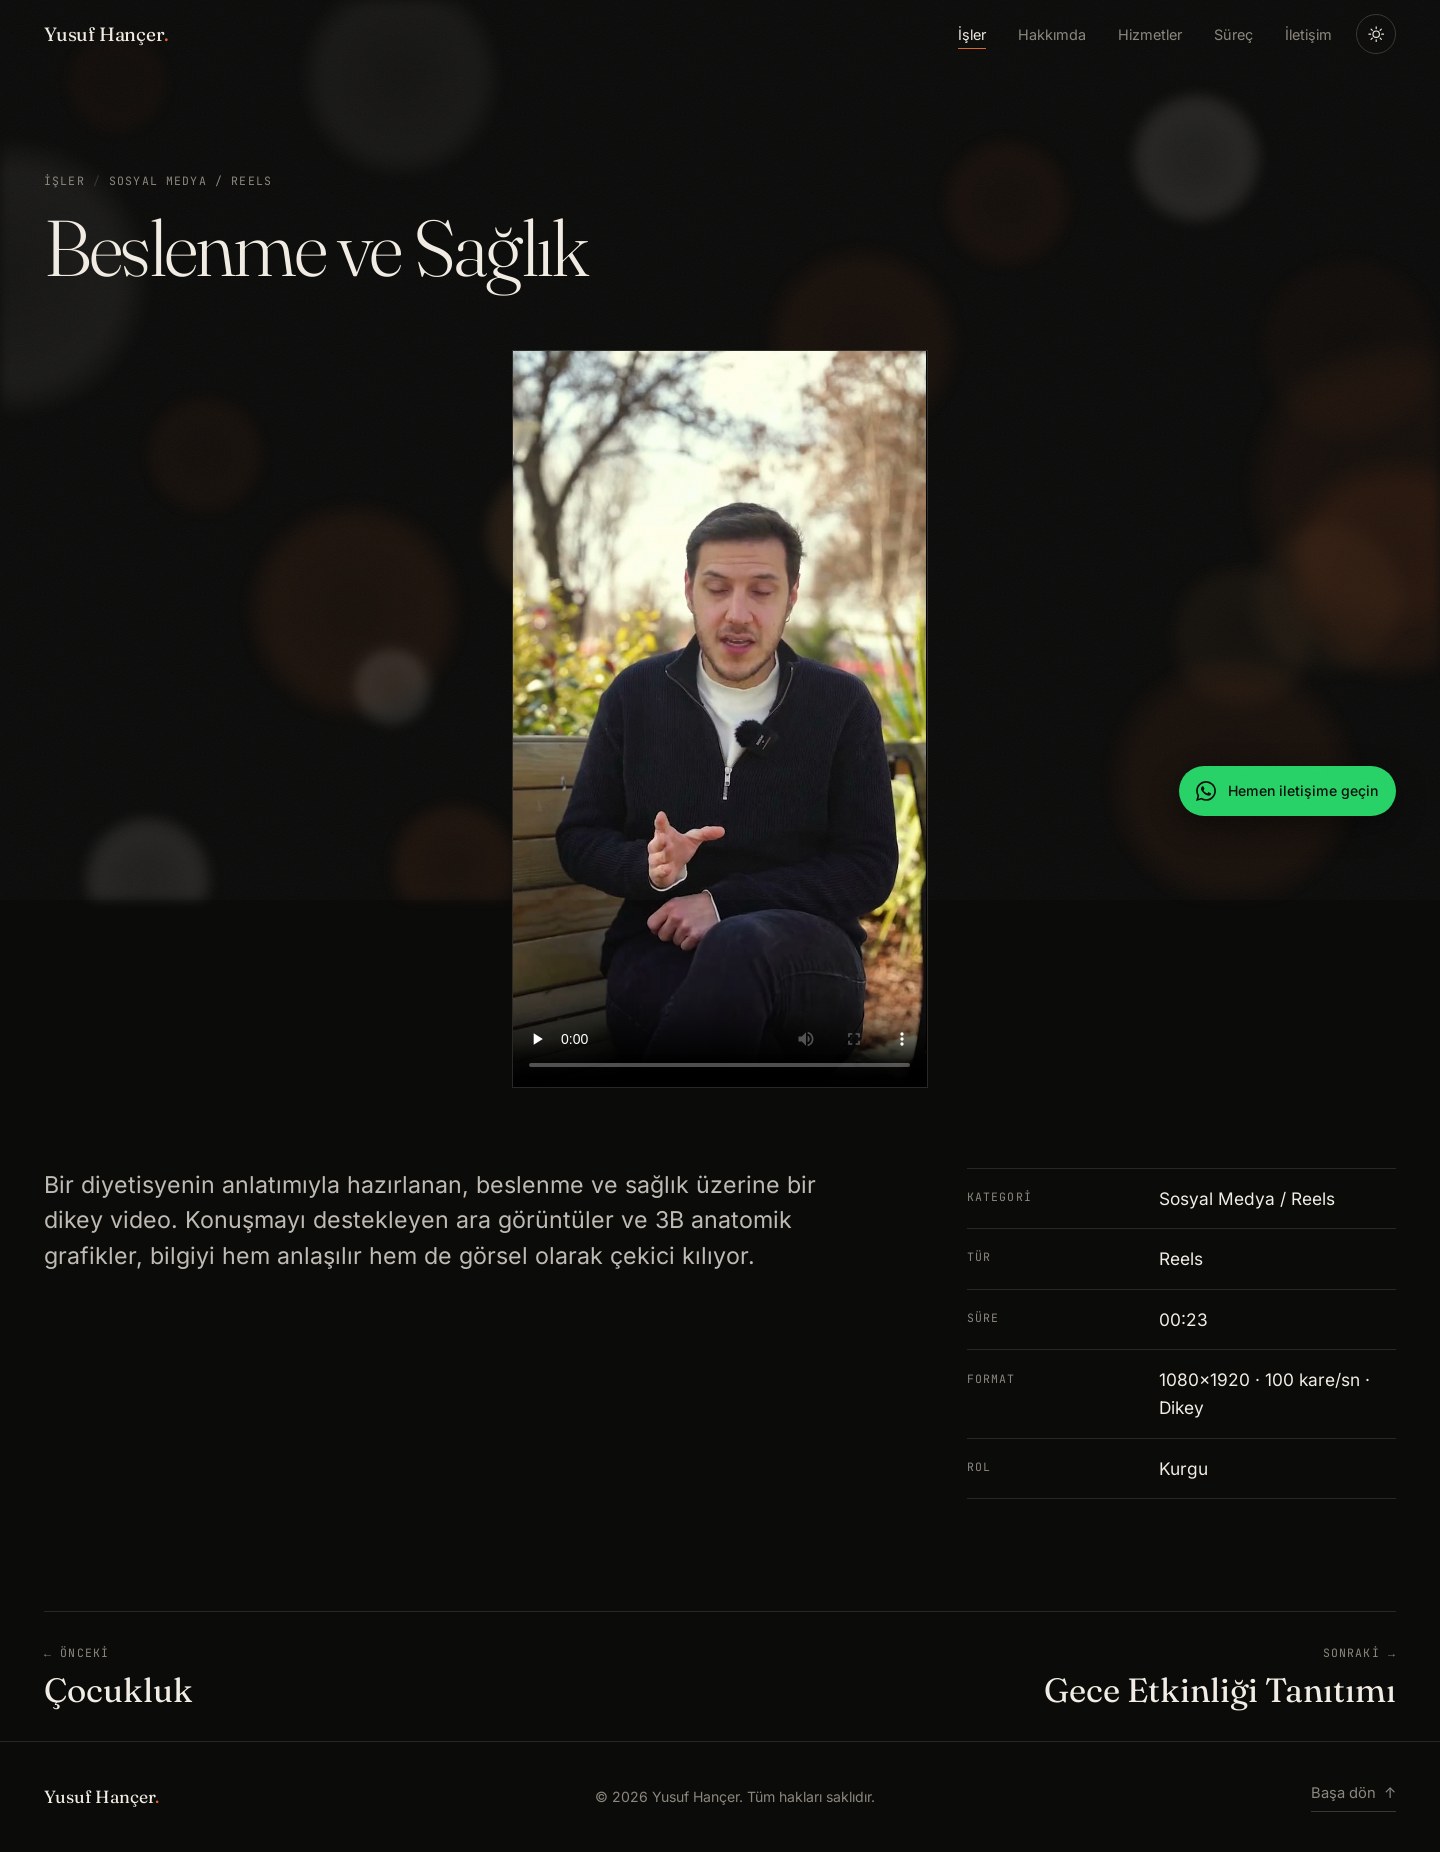 Yusuf Hançer.
İşler
Hakkımda
Hizmetler
Süreç
İletişim
İŞLER / SOSYAL MEDYA / REELS
Beslenme ve Sağlık
Hemen iletişime geçin
0:00
Bir diyetisyenin anlatımıyla hazırlanan, beslenme ve sağlık üzerine bir
dikey video. Konuşmayı destekleyen ara görüntüler ve 3B anatomik
grafikler, bilgiyi hem anlaşılır hem de görsel olarak çekici kılıyor.
KATEGORİ Sosyal Medya / Reels
TÜR Reels
SÜRE 00:23
FORMAT 1080×1920 · 100 kare/sn ·
Dikey
ROL Kurgu
← ÖNCEKİ
Çocukluk
SONRAKİ →
Gece Etkinliği Tanıtımı
Yusuf Hançer.
© 2026 Yusuf Hançer. Tüm hakları saklıdır.
Başa dön ↑